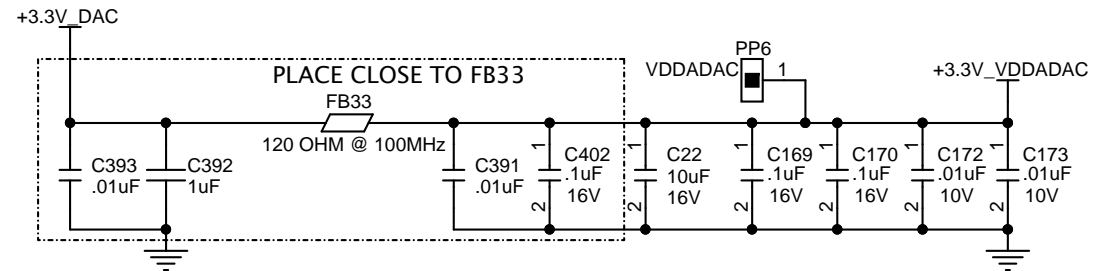 +3.3V_DAC
PLACE CLOSE TO FB33
FB33
120 OHM @ 100MHz
PP6
VDDADAC
1
+3.3V_VDDADAC
C393
.01uF
C392
1uF
C391
.01uF
1
C402
.1uF
16V
2
1
C22
10uF
16V
2
1
C169
.1uF
16V
2
1
C170
.1uF
16V
2
1
C172
.01uF
10V
2
1
C173
.01uF
10V
2